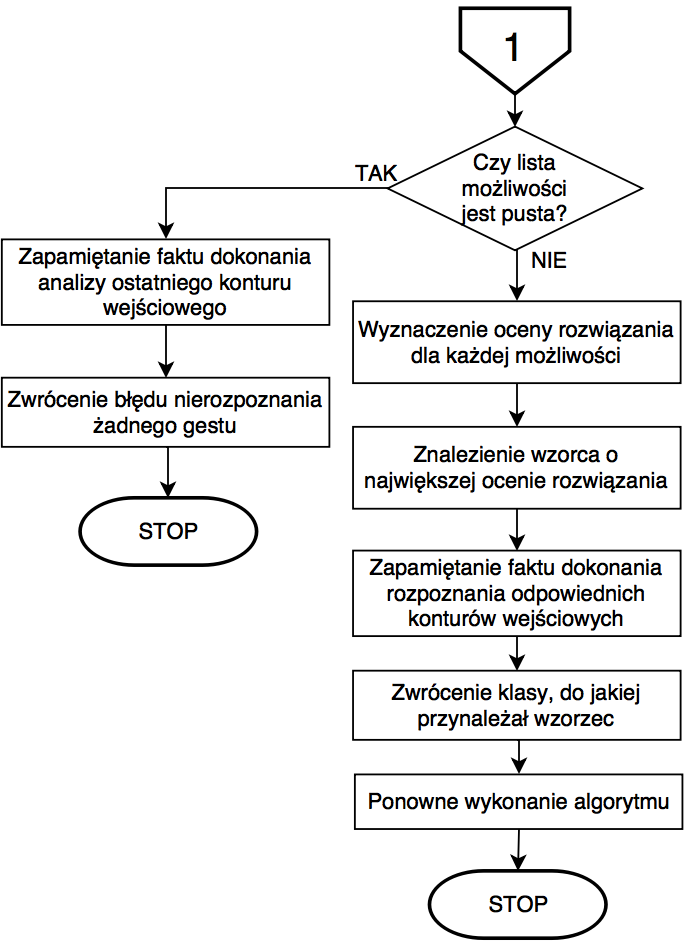 1
Czy lista
możliwości
jest pusta?
TAK
NIE
Zapamiętanie faktu dokonania
analizy ostatniego konturu
wejściowego
Zwrócenie błędu nierozpoznania
żadnego gestu
STOP
Wyznaczenie oceny rozwiązania
dla każdej możliwości
Znalezienie wzorca o
największej ocenie rozwiązania
Zapamiętanie faktu dokonania
rozpoznania odpowiednich
konturów wejściowych
Zwrócenie klasy, do jakiej
przynależał wzorzec
Ponowne wykonanie algorytmu
STOP